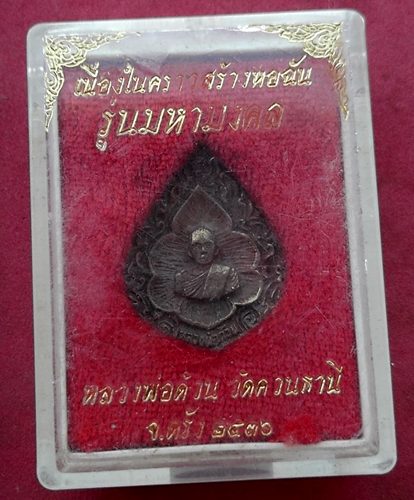 เนื่องในคราวสร้างหอฉัน
รุ่นมหามงคล
หลวงพ่อด้วน วัดควนธานี
จ.ตรัง ๒๕๓๖